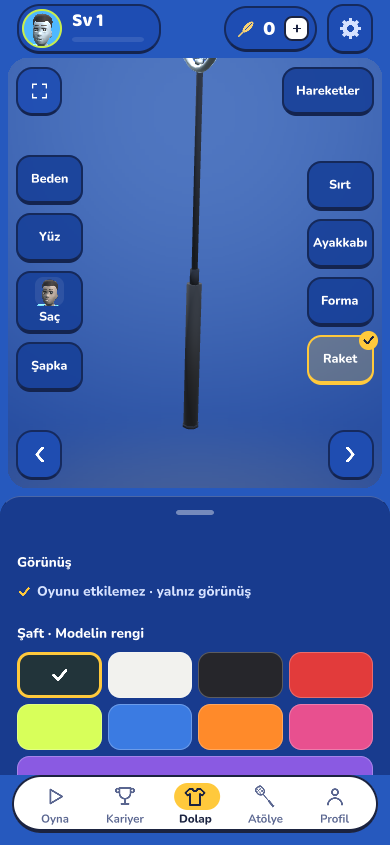 Sv 1
0
+
Hareketler
Beden
Sırt
Yüz
Ayakkabı
Saç
Forma
Şapka
Raket
Görünüş
Oyunu etkilemez · yalnız görünüş
Şaft · Modelin rengi
Oyna
Kariyer
Dolap
Atölye
Profil